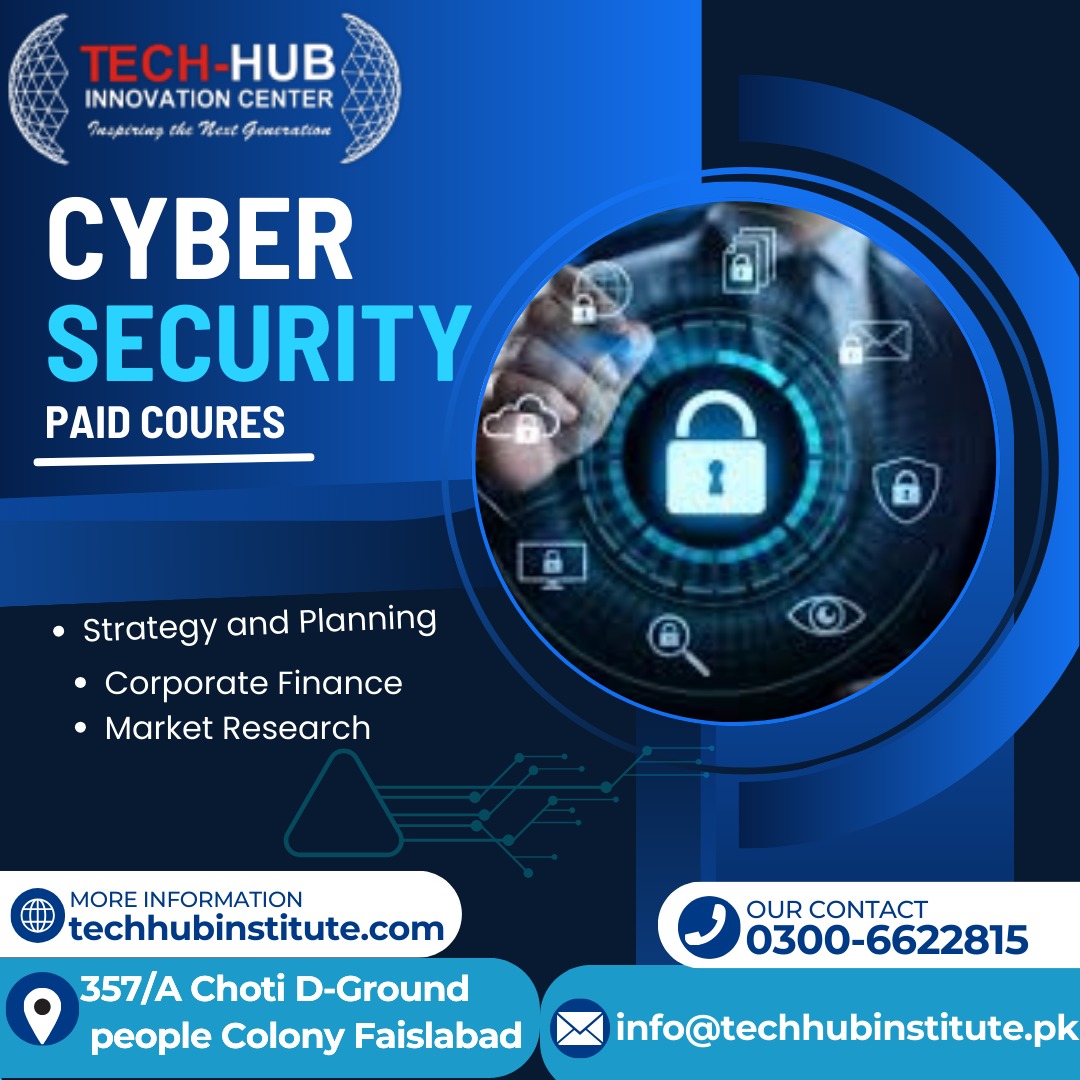 TECH-HUB
INNOVATION CENTER
Inspiring the Next Generation
CYBER
SECURITY
PAID COURES
• Strategy and Planning
• Corporate Finance
• Market Research
MORE INFORMATION
techhubinstitute.com
OUR CONTACT
0300-6622815
357/A Choti D-Ground
people Colony Faislabad
info@techhubinstitute.pk